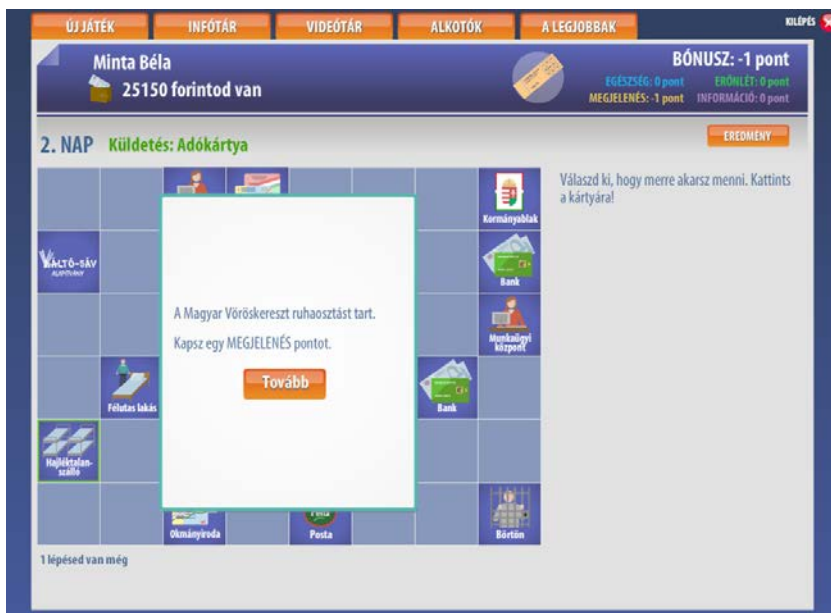 ÚJ JÁTÉK INFÓTÁR VIDEÓTÁR ALKOTÓK A LEGJOBBAK KILÉPÉS
Minta Béla
25150 forintod van
BÓNUSZ: -1 pont
EGÉSZSÉG: 0 pont ERŐNLÉT: 0 pont
MEGJELENÉS: -1 pont INFORMÁCIÓ: 0 pont
2. NAP Küldetés: Adókártya
EREDMÉNY
Válaszd ki, hogy merre akarsz menni. Kattints
a kártyára!
Kormányablak
VÁLTÓ-SÁV
ALAPÍTVÁNY
Bank
A Magyar Vöröskereszt ruhaosztást tart.
Kapsz egy MEGJELENÉS pontot.
Tovább
Munkaügyi
központ
Félutas lakás
Bank
Hajléktalan-
szálló
Okmányiroda
Posta
Börtön
1 lépésed van még